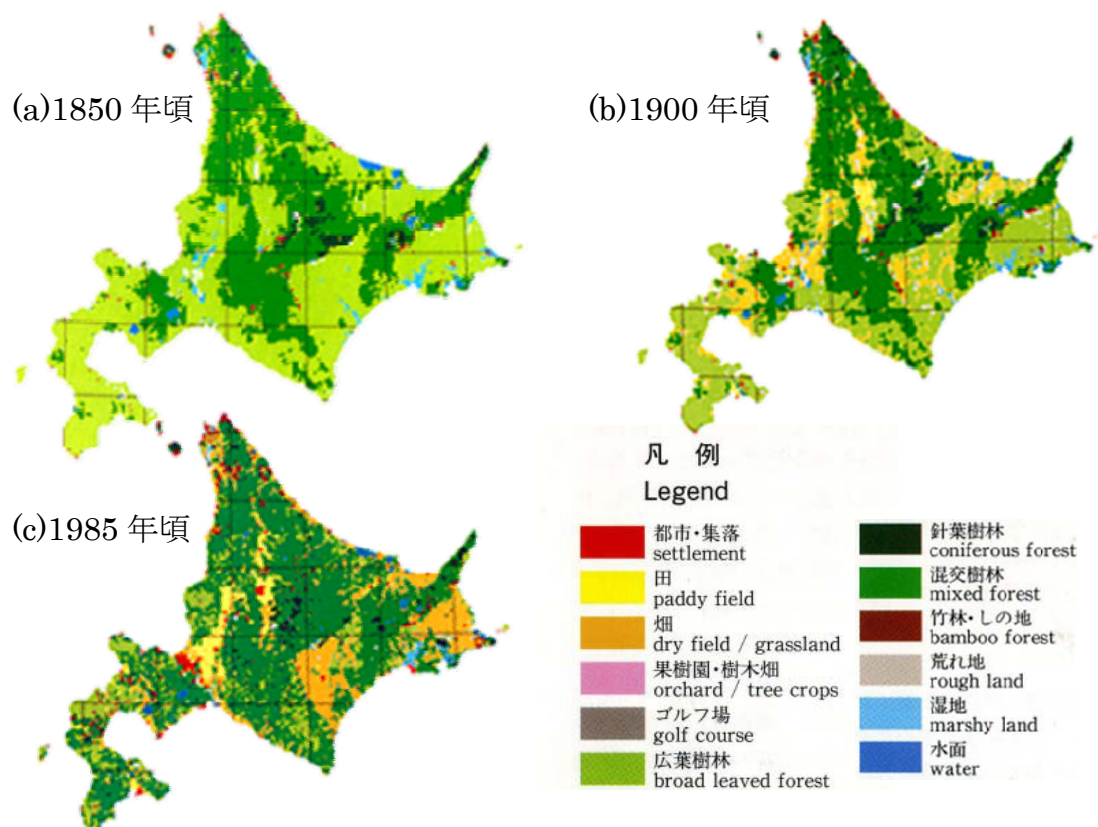 (a)1850 年頃
(b)1900 年頃
(c)1985 年頃
凡 例
Legend
都市・集落
settlement
田
paddy field
畑
dry field / grassland
果樹園・樹木畑
orchard / tree crops
ゴルフ場
golf course
広葉樹林
broad leaved forest
針葉樹林
coniferous forest
混交樹林
mixed forest
竹林・しの地
bamboo forest
荒れ地
rough land
湿地
marshy land
水面
water